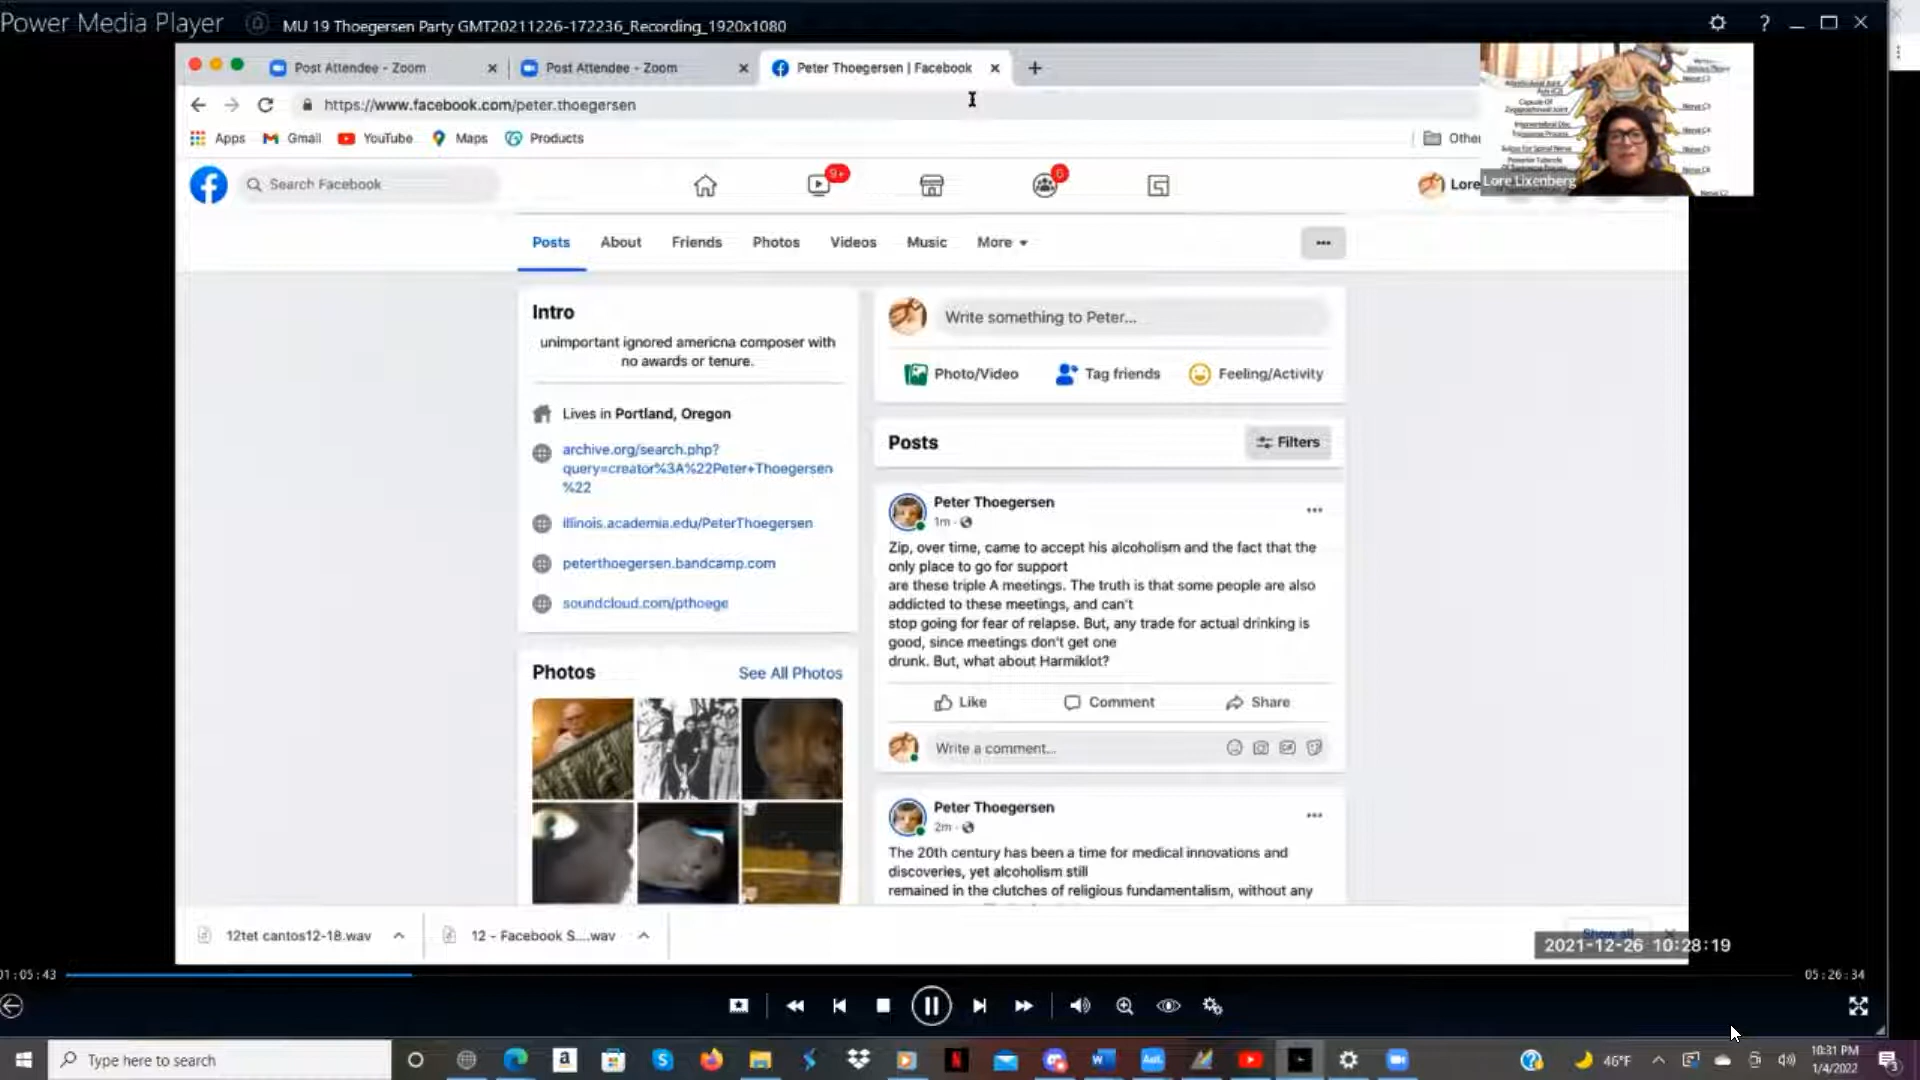 Power Media Player
MU 19 Thoegersen Party GMT20211226-172236_Recording_1920x1080
?
Post Attendee - Zoom
Post Attendee - Zoom
Peter Thoegersen | Facebook
https://www.facebook.com/peter.thoegersen
Apps Gmail YouTube Maps Products
Other
Lore Lixenberg
Search Facebook
9+
6
Lore
Posts About Friends Photos Videos Music More
Intro
unimportant ignored americna composer with
no awards or tenure.
Lives in Portland, Oregon
archive.org/search.php?
query=creator%3A%22Peter+Thoegersen
%22
illinois.academia.edu/PeterThoegersen
peterthoegersen.bandcamp.com
soundcloud.com/pthoege
Photos
See All Photos
Write something to Peter...
Photo/Video Tag friends Feeling/Activity
Posts
Filters
Peter Thoegersen
1m
Zip, over time, came to accept his alcoholism and the fact that the
only place to go for support
are these triple A meetings. The truth is that some people are also
addicted to these meetings, and can't
stop going for fear of relapse. But, any trade for actual drinking is
good, since meetings don't get one
drunk. But, what about Harmiklot?
Like Comment Share
Write a comment...
Peter Thoegersen
2m
The 20th century has been a time for medical innovations and
discoveries, yet alcoholism still
remained in the clutches of religious fundamentalism, without any
12tet cantos12-18.wav
12 - Facebook S....wav
Show all
2021-12-26 10:28:19
01:05:43
05:26:34
Type here to search
46°F
10:31 PM
1/4/2022
3